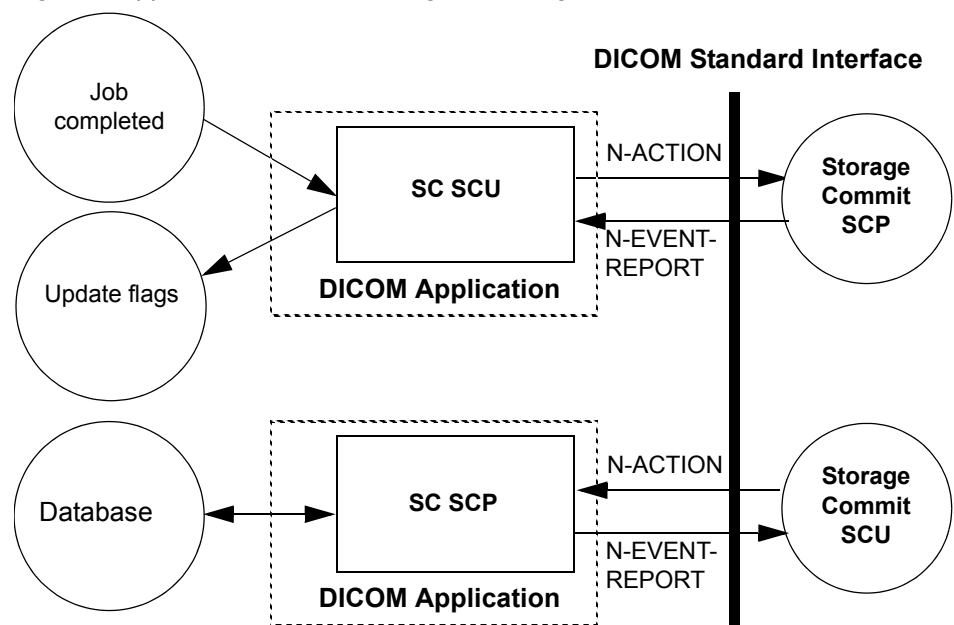 DICOM Standard Interface
Job
completed
SC SCU
N-ACTION
Storage
Commit
SCP
N-EVENT-
REPORT
DICOM Application
Update flags
Database
SC SCP
N-ACTION
Storage
Commit
SCU
N-EVENT-
REPORT
DICOM Application